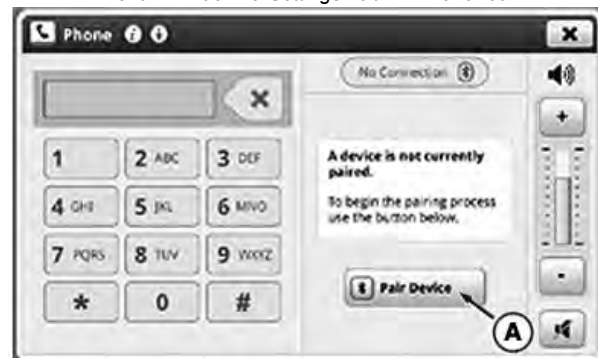 Settings
Phone
No Connection
A device is not currently
paired.
To begin the pairing process
use the button below.
Pair Device
1
2 ABC
3 DEF
4 GHI
5 JKL
6 MNO
7 PQRS
8 TUV
9 WXYZ
*
0
#
+
-
A